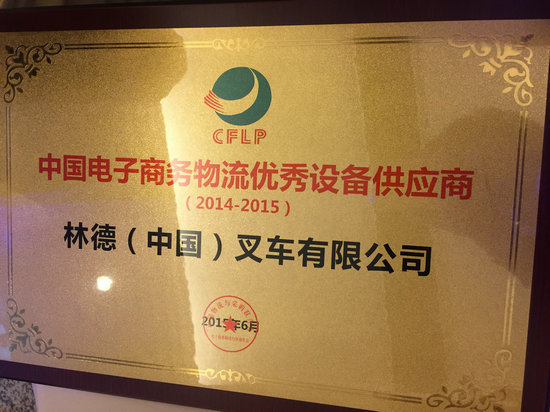 CFLP
中国电子商务物流优秀设备供应商
（2014-2015）
林德（中国）叉车有限公司
2015年6月